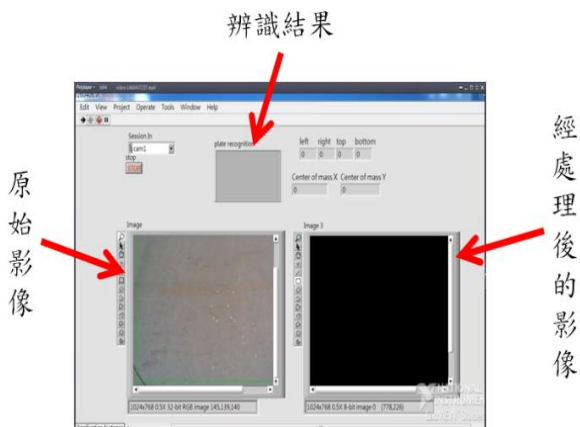 辨識結果
Edit View Project Operate Tools Window Help
Session In
cam1
stop
STOP
plate recognition
left right top bottom
0 0 0 0
Center of mass X Center of mass Y
0 0
原始影像
Image
Image 3
經處理後的影像
1024x768 0.5X 32-bit RGB image 145,139,140
1024x768 0.5X 8-bit image 0 (778,226)
NATIONAL
INSTRUMENTS